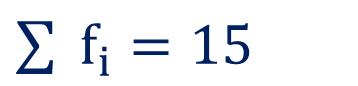 ∑ fᵢ = 15